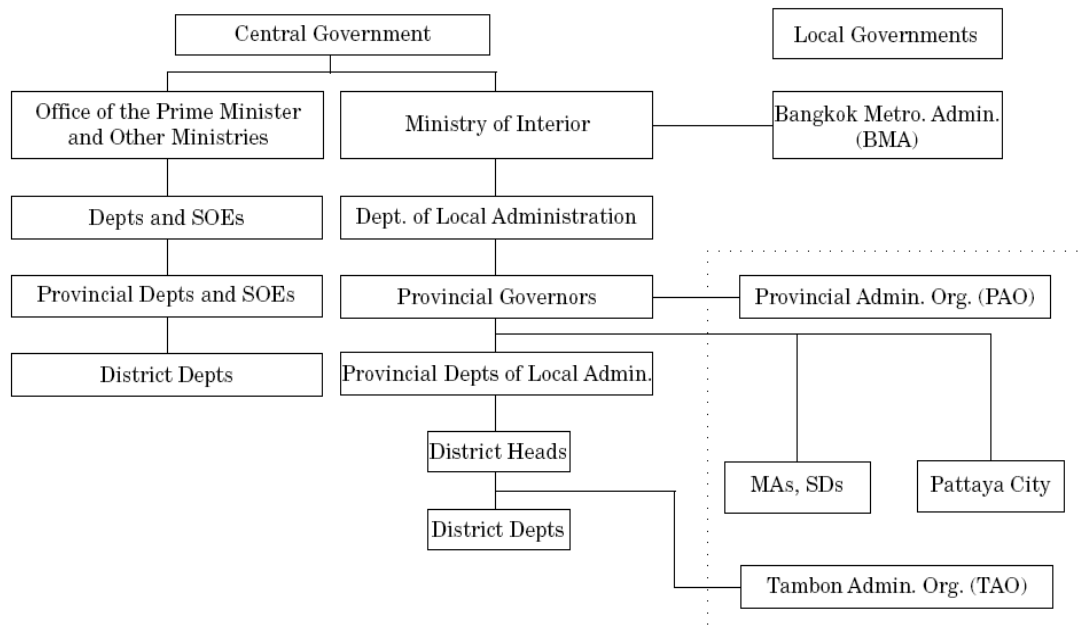 Central Government
Local Governments
Office of the Prime Minister
and Other Ministries
Ministry of Interior
Bangkok Metro. Admin.
(BMA)
Depts and SOEs
Dept. of Local Administration
Provincial Depts and SOEs
Provincial Governors
Provincial Admin. Org. (PAO)
District Depts
Provincial Depts of Local Admin.
District Heads
MAs, SDs
Pattaya City
District Depts
Tambon Admin. Org. (TAO)